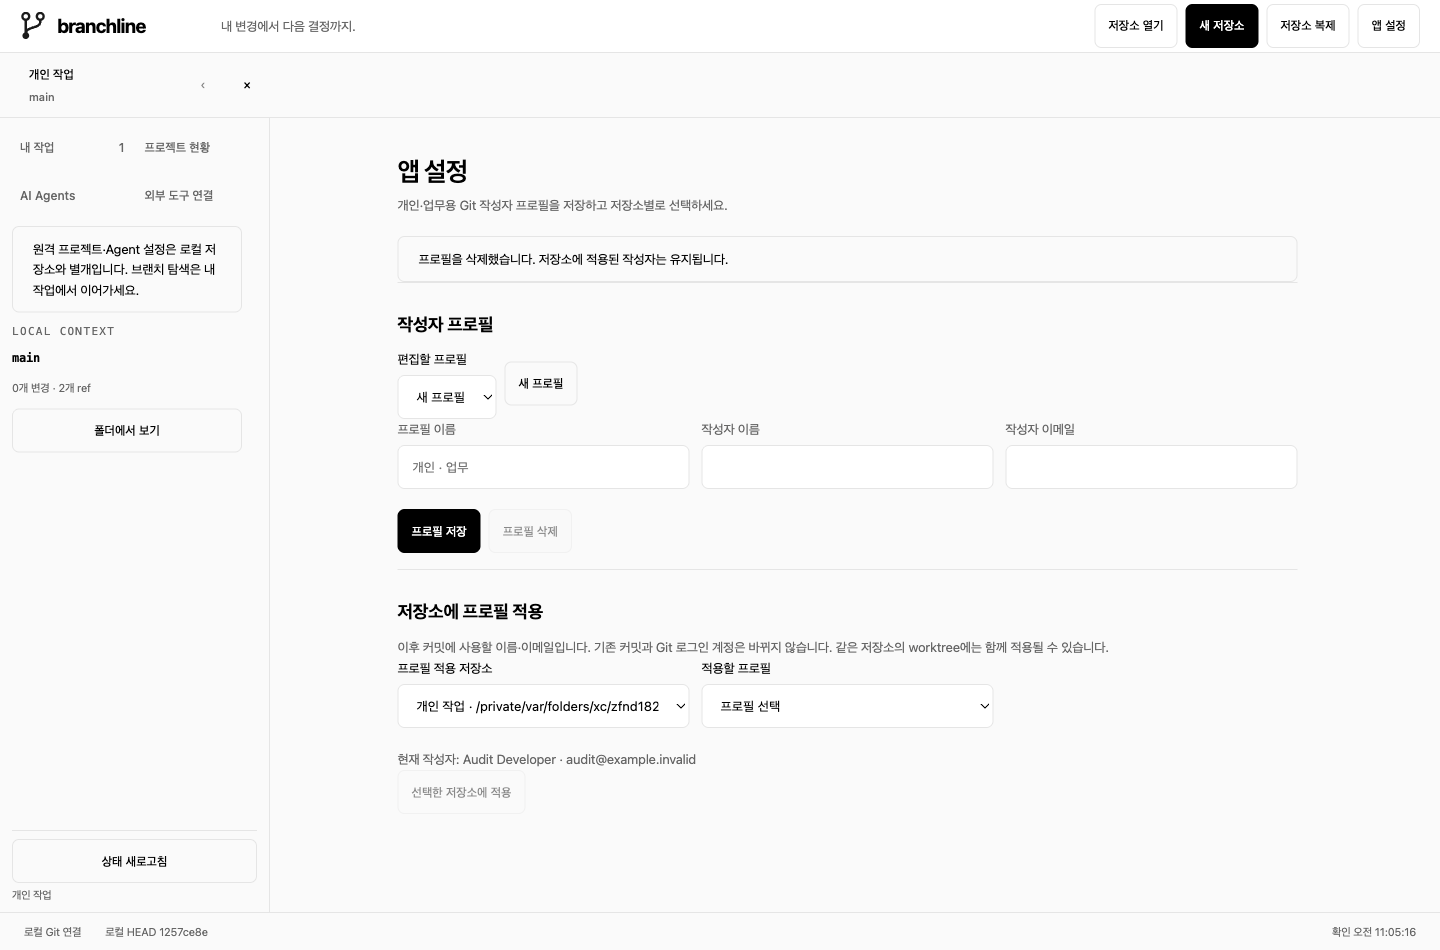 branchline
내 변경에서 다음 결정까지.
저장소 열기
새 저장소
저장소 복제
앱 설정
개인 작업
main
‹
×
내 작업 1
프로젝트 현황
AI Agents
외부 도구 연결
원격 프로젝트·Agent 설정은 로컬 저
장소와 별개입니다. 브랜치 탐색은 내
작업에서 이어가세요.
LOCAL CONTEXT
main
0개 변경 · 2개 ref
폴더에서 보기
상태 새로고침
개인 작업
앱 설정
개인·업무용 Git 작성자 프로필을 저장하고 저장소별로 선택하세요.
프로필을 삭제했습니다. 저장소에 적용된 작성자는 유지됩니다.
작성자 프로필
편집할 프로필
새 프로필
새 프로필
프로필 이름
작성자 이름
작성자 이메일
개인 · 업무
프로필 저장
프로필 삭제
저장소에 프로필 적용
이후 커밋에 사용할 이름·이메일입니다. 기존 커밋과 Git 로그인 계정은 바뀌지 않습니다. 같은 저장소의 worktree에는 함께 적용될 수 있습니다.
프로필 적용 저장소
적용할 프로필
개인 작업 · /private/var/folders/xc/zfnd182
프로필 선택
현재 작성자: Audit Developer · audit@example.invalid
선택한 저장소에 적용
로컬 Git 연결
로컬 HEAD 1257ce8e
확인 오전 11:05:16